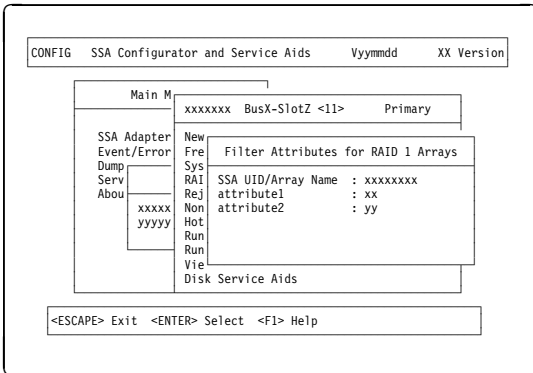 CONFIG SSA Configurator and Service Aids Vyymmdd XX Version
Main M
xxxxxxx BusX-SlotZ <11> Primary
SSA Adapter
Event/Error
Dump
Serv
Abou
xxxxx
yyyyy
New
Fre
Sys
RAI
Rej
Non
Hot
Run
Run
Vie
Disk Service Aids
Filter Attributes for RAID 1 Arrays
SSA UID/Array Name : xxxxxxxx
attribute1 : xx
attribute2 : yy
<ESCAPE> Exit <ENTER> Select <F1> Help